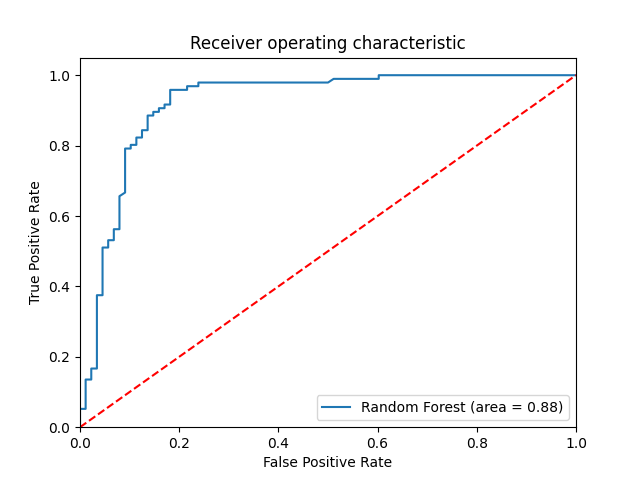 Receiver operating characteristic
True Positive Rate
1.0
0.8
0.6
0.4
0.2
0.0
Random Forest (area = 0.88)
0.0 0.2 0.4 0.6 0.8 1.0
False Positive Rate